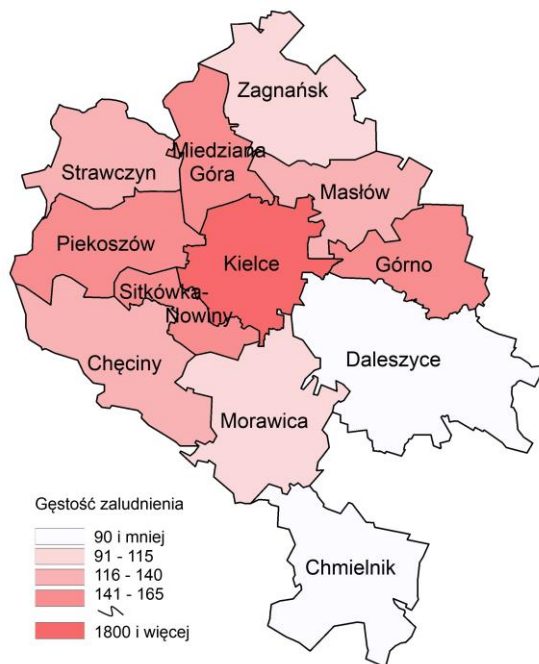 Zagnańsk
Miedziana
Góra
Strawczyn
Masłów
Piekoszów
Kielce
Górno
Sitkówka-
Nowiny
Daleszyce
Chęciny
Morawica
Gęstość zaludnienia
90 i mniej
91 - 115
116 - 140
141 - 165
1800 i więcej
Chmielnik